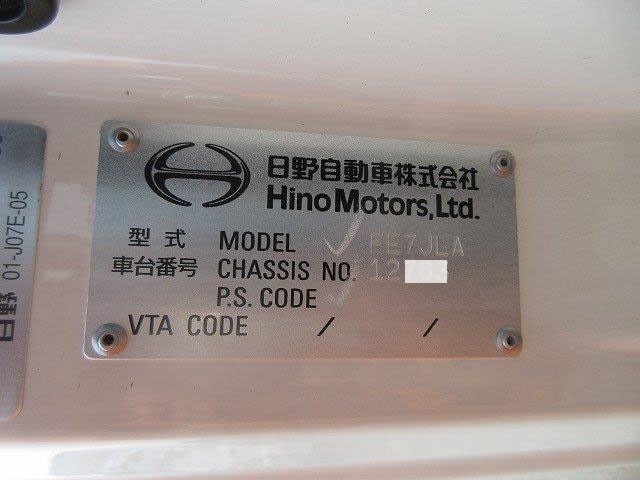 日野自動車株式会社
Hino Motors, Ltd.
型式 MODEL FE7JLA
車台番号 CHASSIS NO. 12
P.S. CODE
VTA CODE / /
日野 01-J07E-05